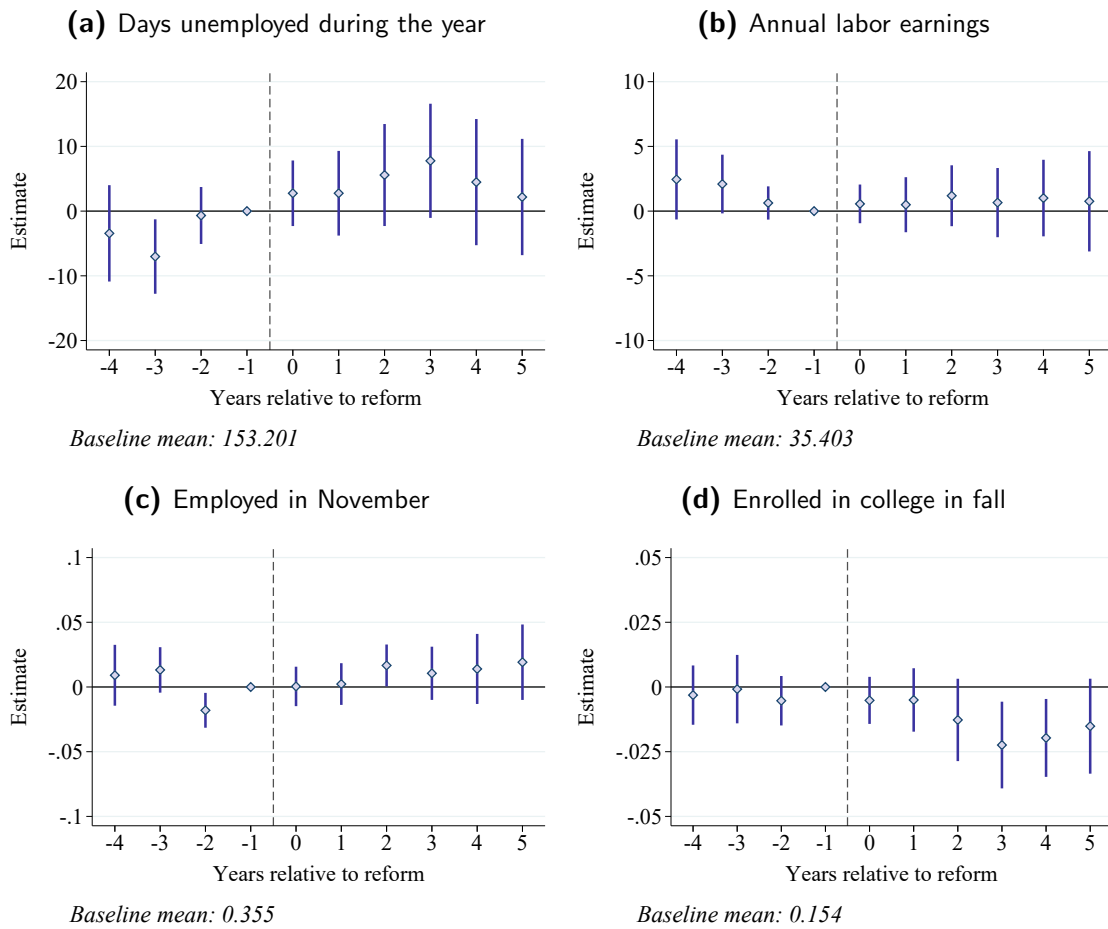 (a) Days unemployed during the year
20
10
0
-10
-20
Estimate
-4 -3 -2 -1 0 1 2 3 4 5
Years relative to reform
Baseline mean: 153.201
(b) Annual labor earnings
10
5
0
-5
-10
Estimate
-4 -3 -2 -1 0 1 2 3 4 5
Years relative to reform
Baseline mean: 35.403
(c) Employed in November
.1
.05
0
-.05
-.1
Estimate
-4 -3 -2 -1 0 1 2 3 4 5
Years relative to reform
Baseline mean: 0.355
(d) Enrolled in college in fall
.05
.025
0
-.025
-.05
Estimate
-4 -3 -2 -1 0 1 2 3 4 5
Years relative to reform
Baseline mean: 0.154